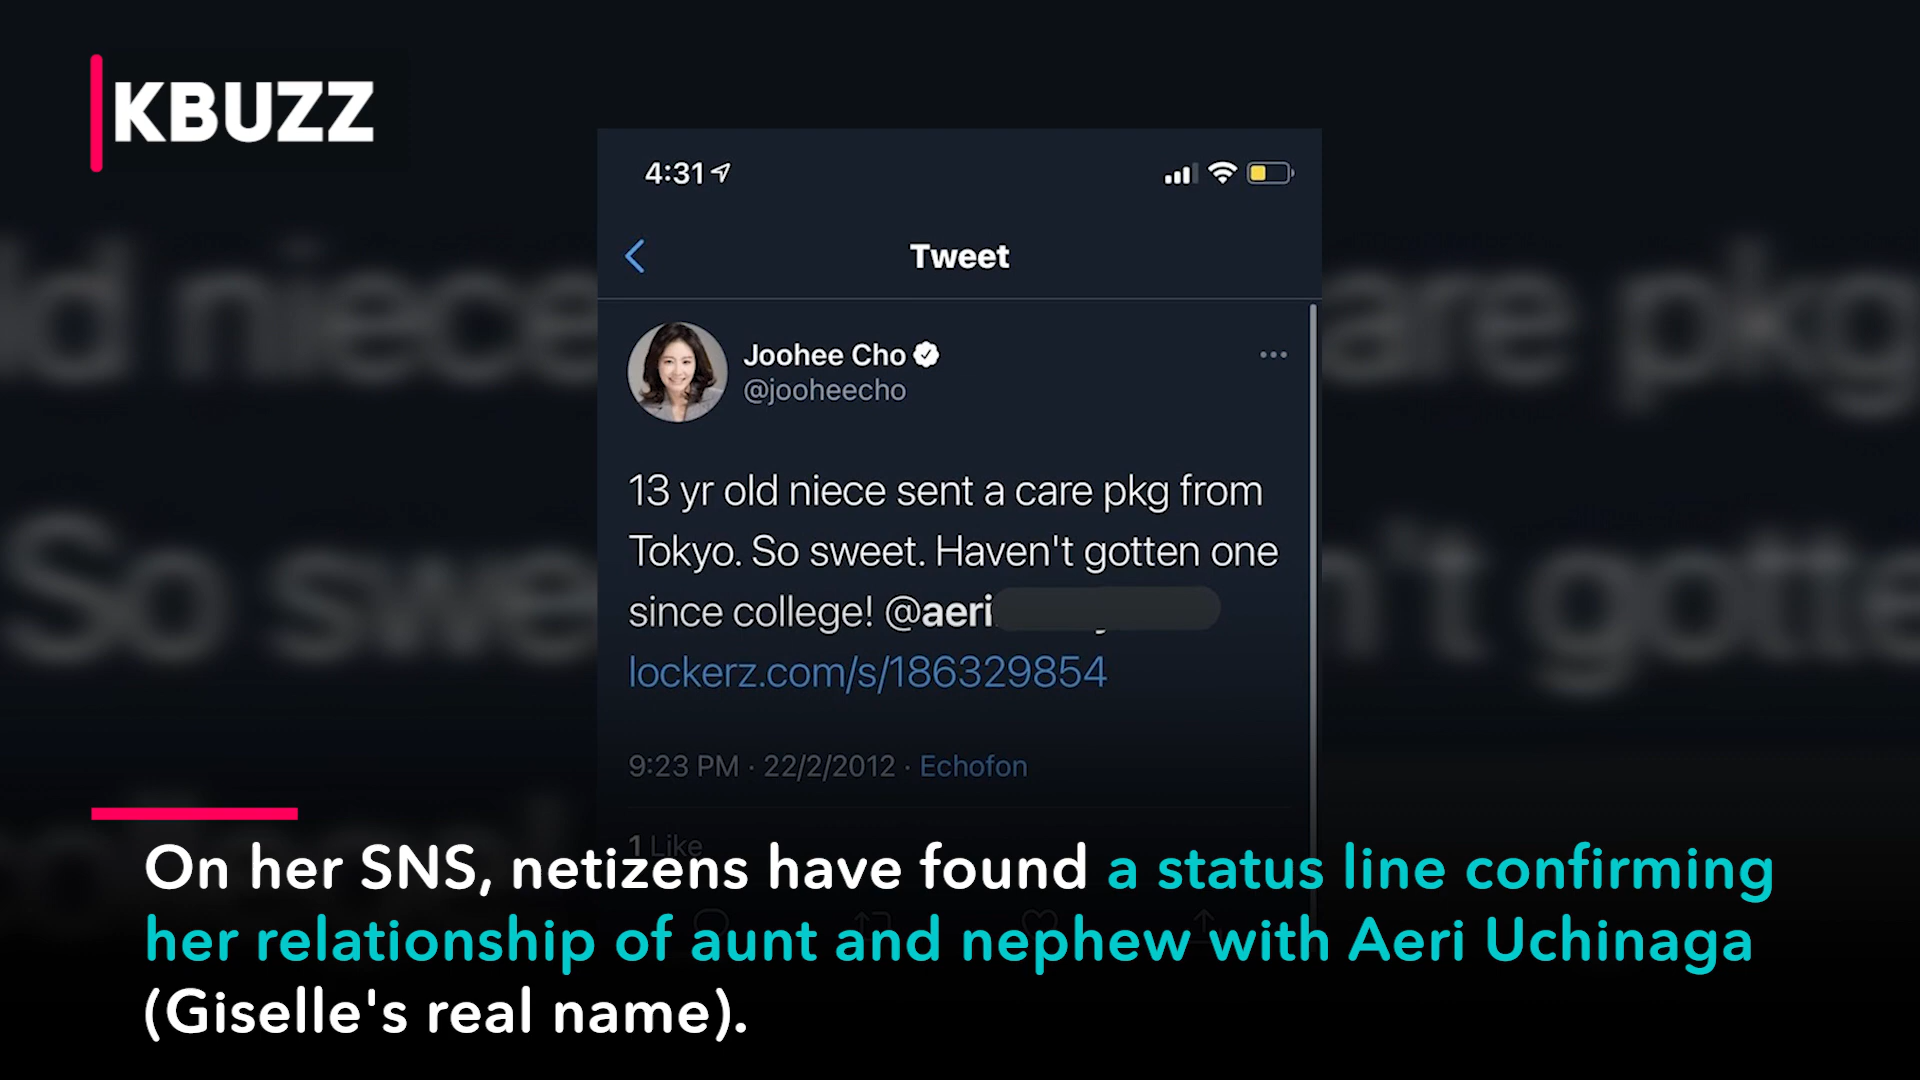 KBUZZ
4:31
Tweet
Joohee Cho
@jooheecho
13 yr old niece sent a care pkg from
Tokyo. So sweet. Haven't gotten one
since college! @aeri
lockerz.com/s/186329854
9:23 PM · 22/2/2012 · Echofon
1 Like
On her SNS, netizens have found a status line confirming
her relationship of aunt and nephew with Aeri Uchinaga
(Giselle's real name).